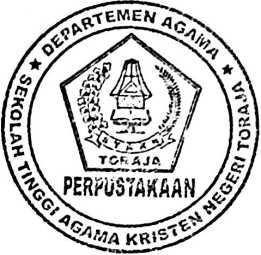 ★ DEPARTEMEN AGAMA ★
SEKOLAH TINGGI AGAMA KRISTEN NEGERI TORAJA
TORAJA
PERPUSTAKAAN